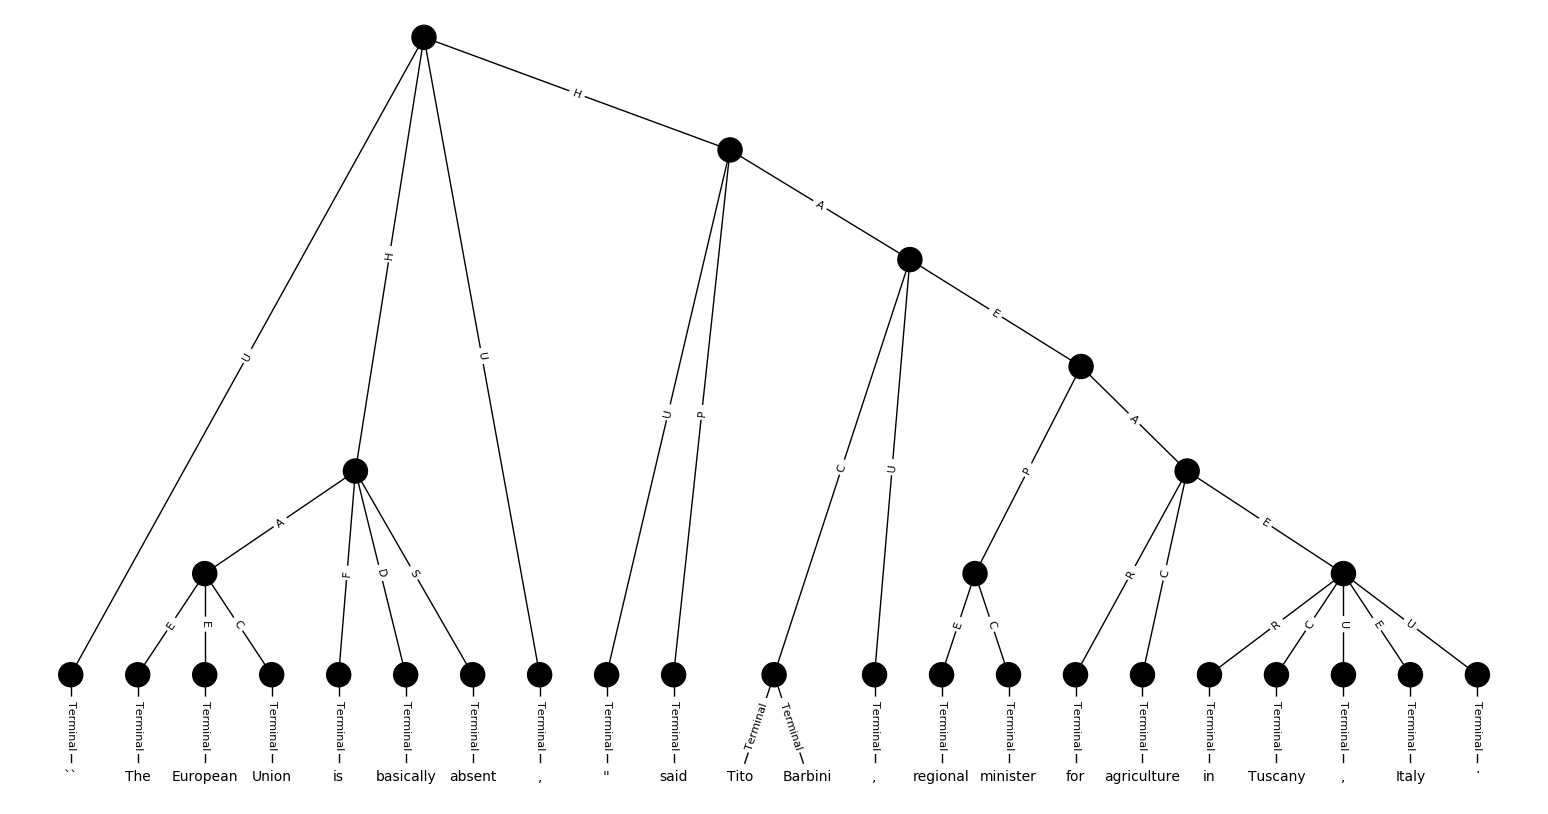 H
A
H
E
U
U
A
U
P
C
U
P
A
F
D
S
R
C
E
E
E
C
E
C
R
C
U
E
U
Terminal Terminal Terminal Terminal Terminal Terminal Terminal Terminal Terminal Terminal Terminal Terminal Terminal Terminal Terminal Terminal Terminal Terminal Terminal Terminal Terminal Terminal
`` The European Union is basically absent , " said Tito Barbini , regional minister for agriculture in Tuscany , Italy .